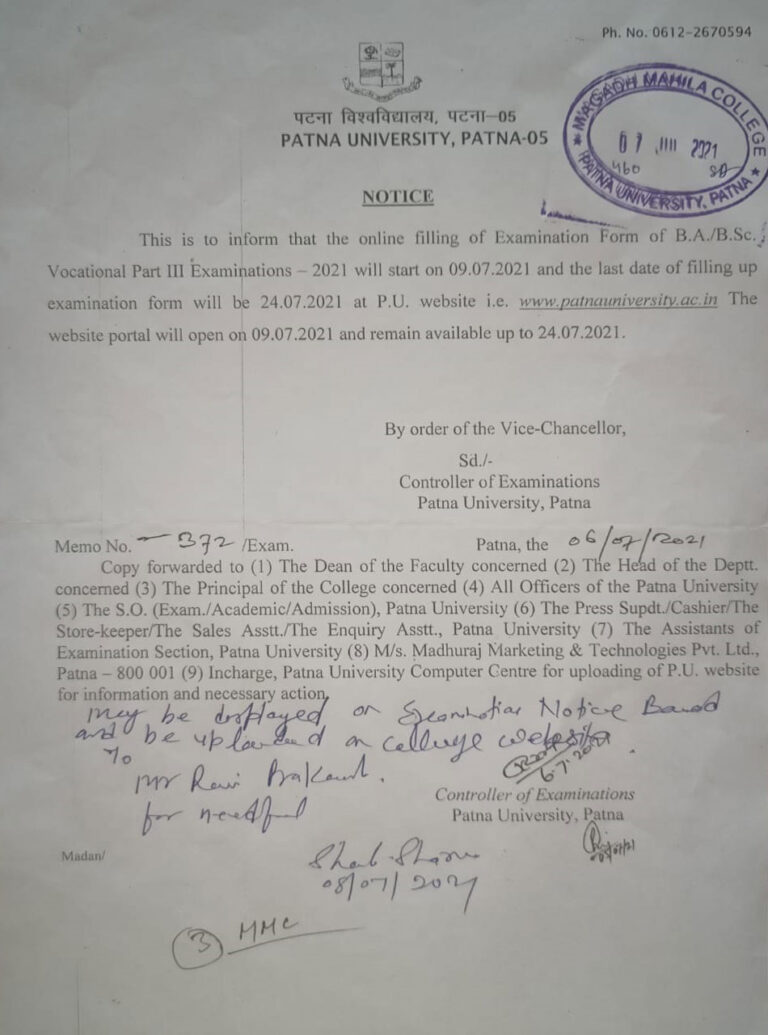 Ph. No. 0612-2670594
पटना विश्वविद्यालय, पटना-05
PATNA UNIVERSITY, PATNA-05
MAGADH MAHILA COLLEGE
07 JUL 2021
460
PATNA UNIVERSITY, PATNA
NOTICE
This is to inform that the online filling of Examination Form of B.A./B.Sc.
Vocational Part III Examinations – 2021 will start on 09.07.2021 and the last date of filling up
examination form will be 24.07.2021 at P.U. website i.e. www.patnauniversity.ac.in The
website portal will open on 09.07.2021 and remain available up to 24.07.2021.
By order of the Vice-Chancellor,
Sd./-
Controller of Examinations
Patna University, Patna
Memo No. 372 /Exam. Patna, the 06/07/2021
Copy forwarded to (1) The Dean of the Faculty concerned (2) The Head of the Deptt.
concerned (3) The Principal of the College concerned (4) All Officers of the Patna University
(5) The S.O. (Exam./Academic/Admission), Patna University (6) The Press Supdt./Cashier/The
Store-keeper/The Sales Asstt./The Enquiry Asstt., Patna University (7) The Assistants of
Examination Section, Patna University (8) M/s. Madhuraj Marketing & Technologies Pvt. Ltd.,
Patna – 800 001 (9) Incharge, Patna University Computer Centre for uploading of P.U. website
for information and necessary action.
may be displayed on Examination Notice Board
and be uploaded on college website.
To
Mr Ravi Prakash.
for needful
6.7.2021
Controller of Examinations
Patna University, Patna
Madan/
08/07/2021
3 MMC